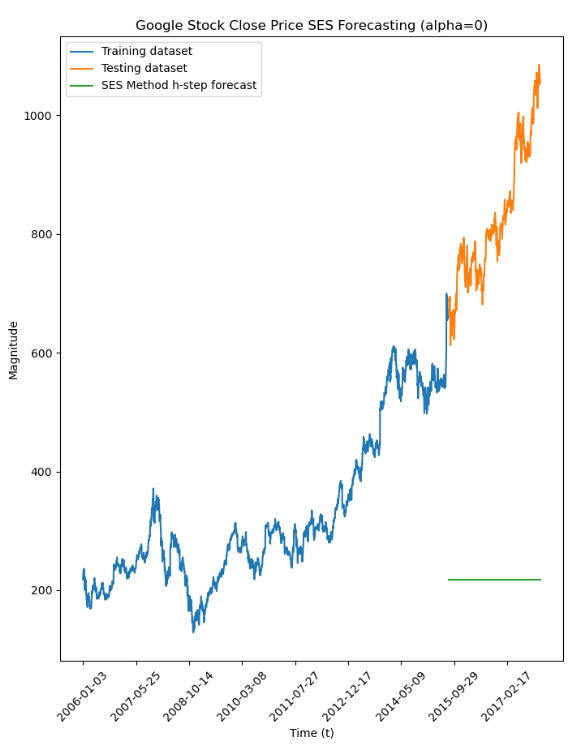 Google Stock Close Price SES Forecasting (alpha=0)
Training dataset
Testing dataset
SES Method h-step forecast
1000
800
600
400
200
Magnitude
2006-01-03
2007-05-25
2008-10-14
2010-03-08
2011-07-27
2012-12-17
2014-05-09
2015-09-29
2017-02-17
Time (t)